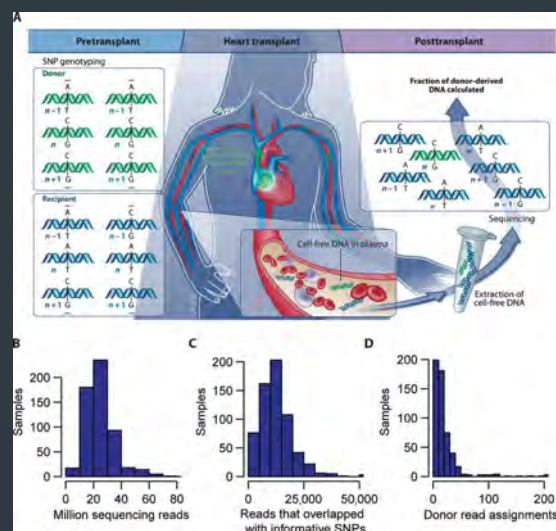 A
Pretransplant
Heart transplant
Posttransplant
SNP genotyping
Donor
A
A
n–1 T
n–1 T
C
C
n G
n G
C
C
n+1 G
n+1 G
Recipient
A
C
n–1 T
n–1 G
A
A
n T
n T
C
C
n+1 G
n+1 G
Cell-free DNA in plasma
Fraction of donor-derived
DNA calculated
C
n+1 G
C
n G
A
n–1 T
A
n T
C
n+1 G
C
n–1 G
Sequencing
Extraction of
cell-free DNA
B
Samples
200
150
100
50
0
0 20 40 60 80
Million sequencing reads
C
Samples
200
150
100
50
0
0 25,000 50,000
Reads that overlapped
with informative SNPs
D
Samples
200
150
100
50
0
0 100 200
Donor read assignments